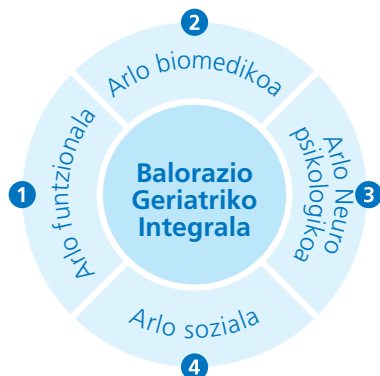 2
Arlo biomedikoa
1
Arlo funtzionala
Balorazio
Geriatriko
Integrala
Arlo Neuro
psikologikoa
3
Arlo soziala
4